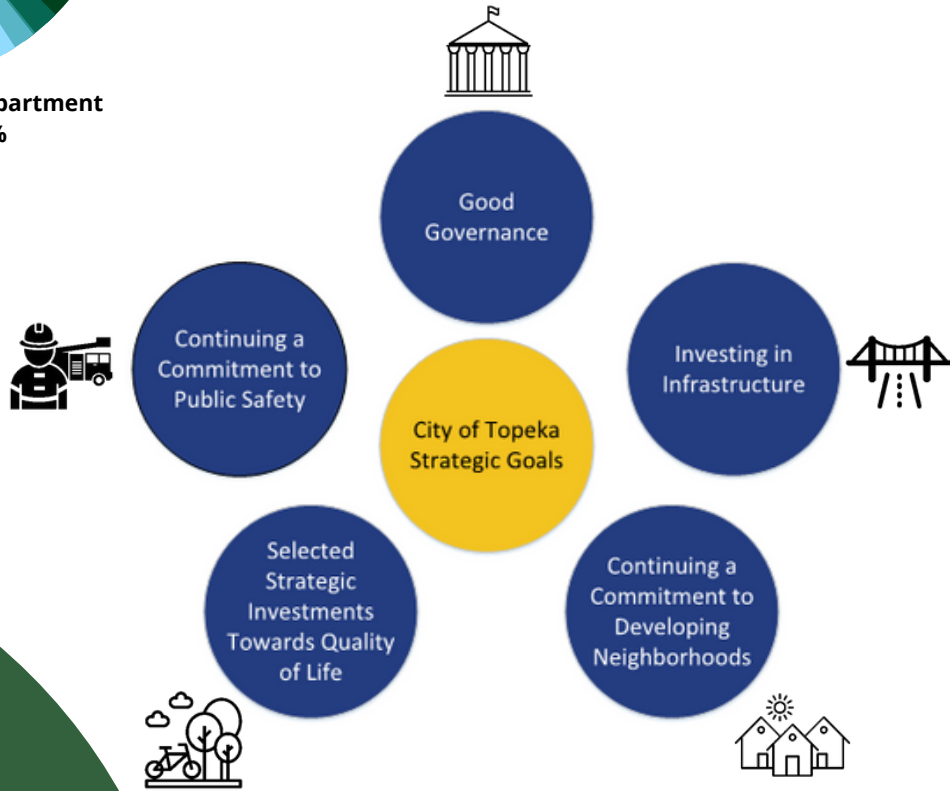 partment
%
Good
Governance
Continuing a
Commitment to
Public Safety
Investing in
Infrastructure
City of Topeka
Strategic Goals
Selected
Strategic
Investments
Towards Quality
of Life
Continuing a
Commitment to
Developing
Neighborhoods